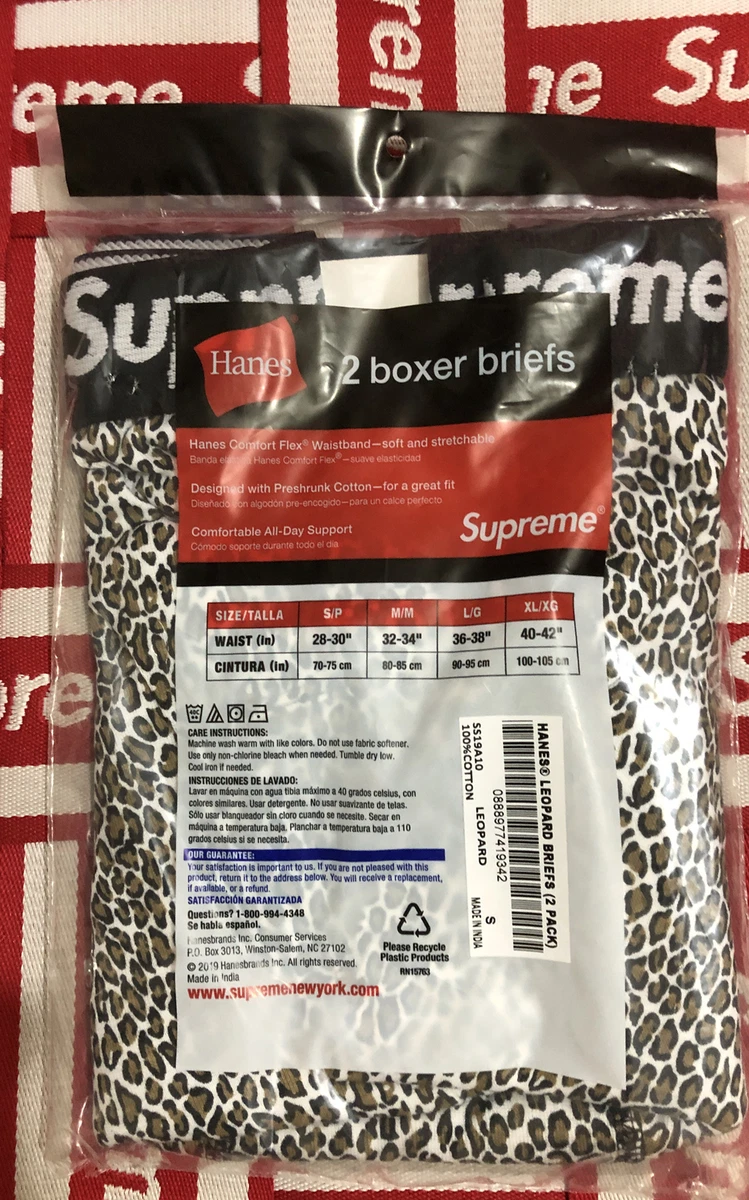 eme
ren
ne
Su
Supr
preme
Hanes
2 boxer briefs
Hanes Comfort Flex® Waistband—soft and stretchable
Banda elástica Hanes Comfort Flex®—suave elasticidad
Designed with Preshrunk Cotton—for a great fit
Diseñado con algodón pre-encogido—para un calce perfecto
Comfortable All-Day Support
Cómodo soporte durante todo el día
Supreme®
SIZE/TALLA S/P M/M L/G XL/XG
WAIST (in) 28-30" 32-34" 36-38" 40-42"
CINTURA (in) 70-75 cm 80-85 cm 90-95 cm 100-105 cm
pre
CARE INSTRUCTIONS:
Machine wash warm with like colors. Do not use fabric softener.
Use only non-chlorine bleach when needed. Tumble dry low.
Cool iron if needed.
INSTRUCCIONES DE LAVADO:
Lavar en máquina con agua tibia máximo a 40 grados celsius, con
colores similares. Usar detergente. No usar suavizante de telas.
Sólo usar blanqueador sin cloro cuando se necesite. Secar en
máquina a temperatura baja. Planchar a temperatura baja a 110
grados celsius si se necesita.
OUR GUARANTEE:
Your satisfaction is important to us. If you are not pleased with this
product, return it to the address below. You will receive a replacement,
if available, or a refund.
SATISFACCIÓN GARANTIZADA
Questions? 1-800-994-4348
Se habla español.
Hanesbrands Inc. Consumer Services
P.O. Box 3013, Winston-Salem, NC 27102
© 2019 Hanesbrands Inc. All rights reserved.
Made in India
www.supremenewyork.com
Please Recycle
Plastic Products
RN15763
HANES® LEOPARD BRIEFS (2 PACK)
0888977419342
SS19A10 LEOPARD S
100%COTTON MADE IN INDIA